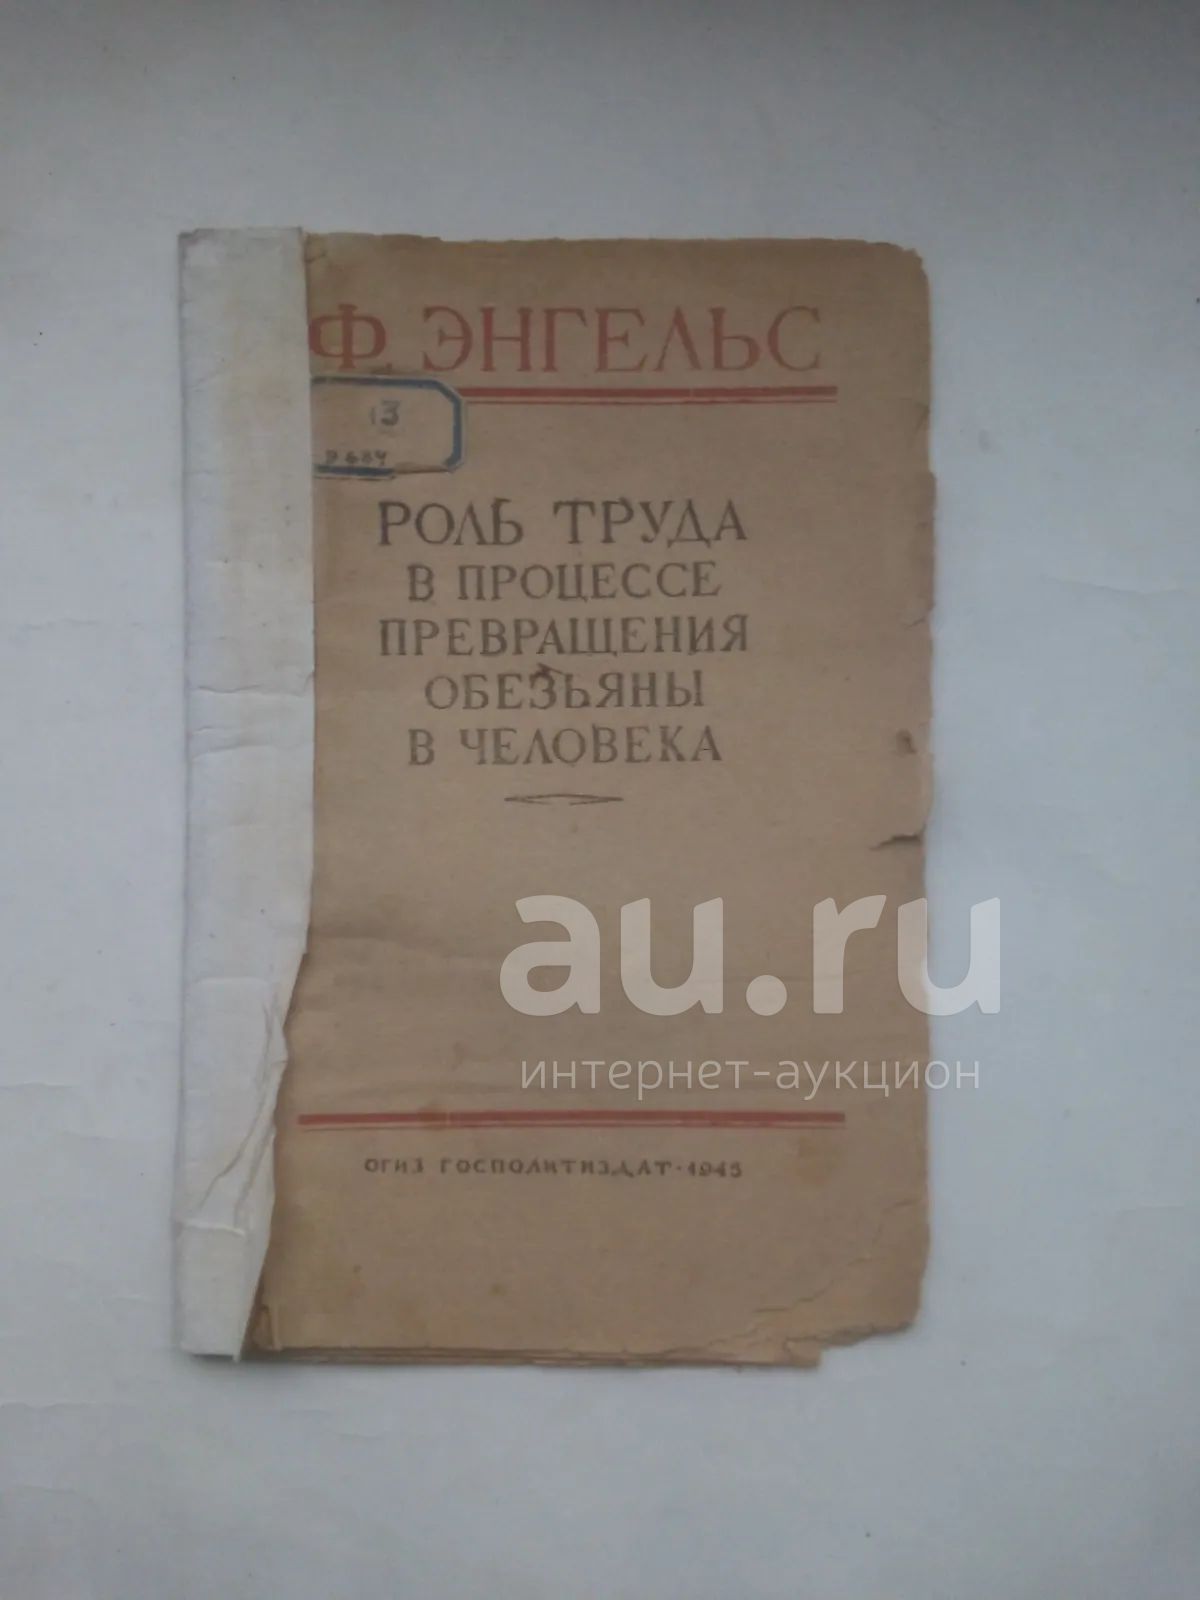 Ф. ЭНГЕЛЬС
13
РОЛЬ ТРУДА
В ПРОЦЕССЕ
ПРЕВРАЩЕНИЯ
ОБЕЗЬЯНЫ
В ЧЕЛОВЕКА
au.ru
интернет-аукцион
ОГИЗ ГОСПОЛИТИЗДАТ · 1945